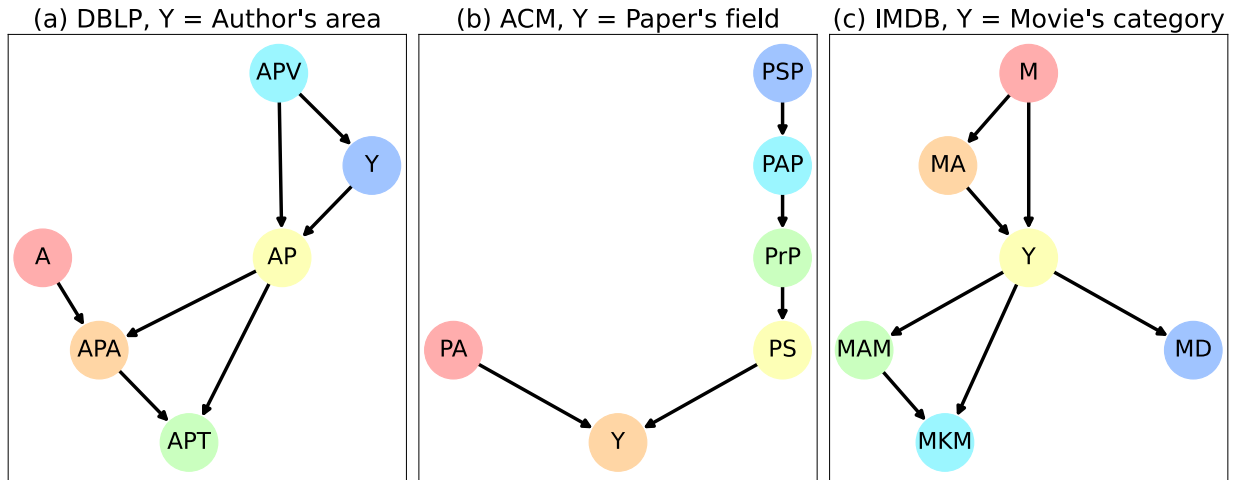 (a) DBLP, Y = Author's area
APV
Y
A
AP
APA
APT
(b) ACM, Y = Paper's field
PSP
PAP
PrP
PA
PS
Y
(c) IMDB, Y = Movie's category
M
MA
Y
MAM
MD
MKM